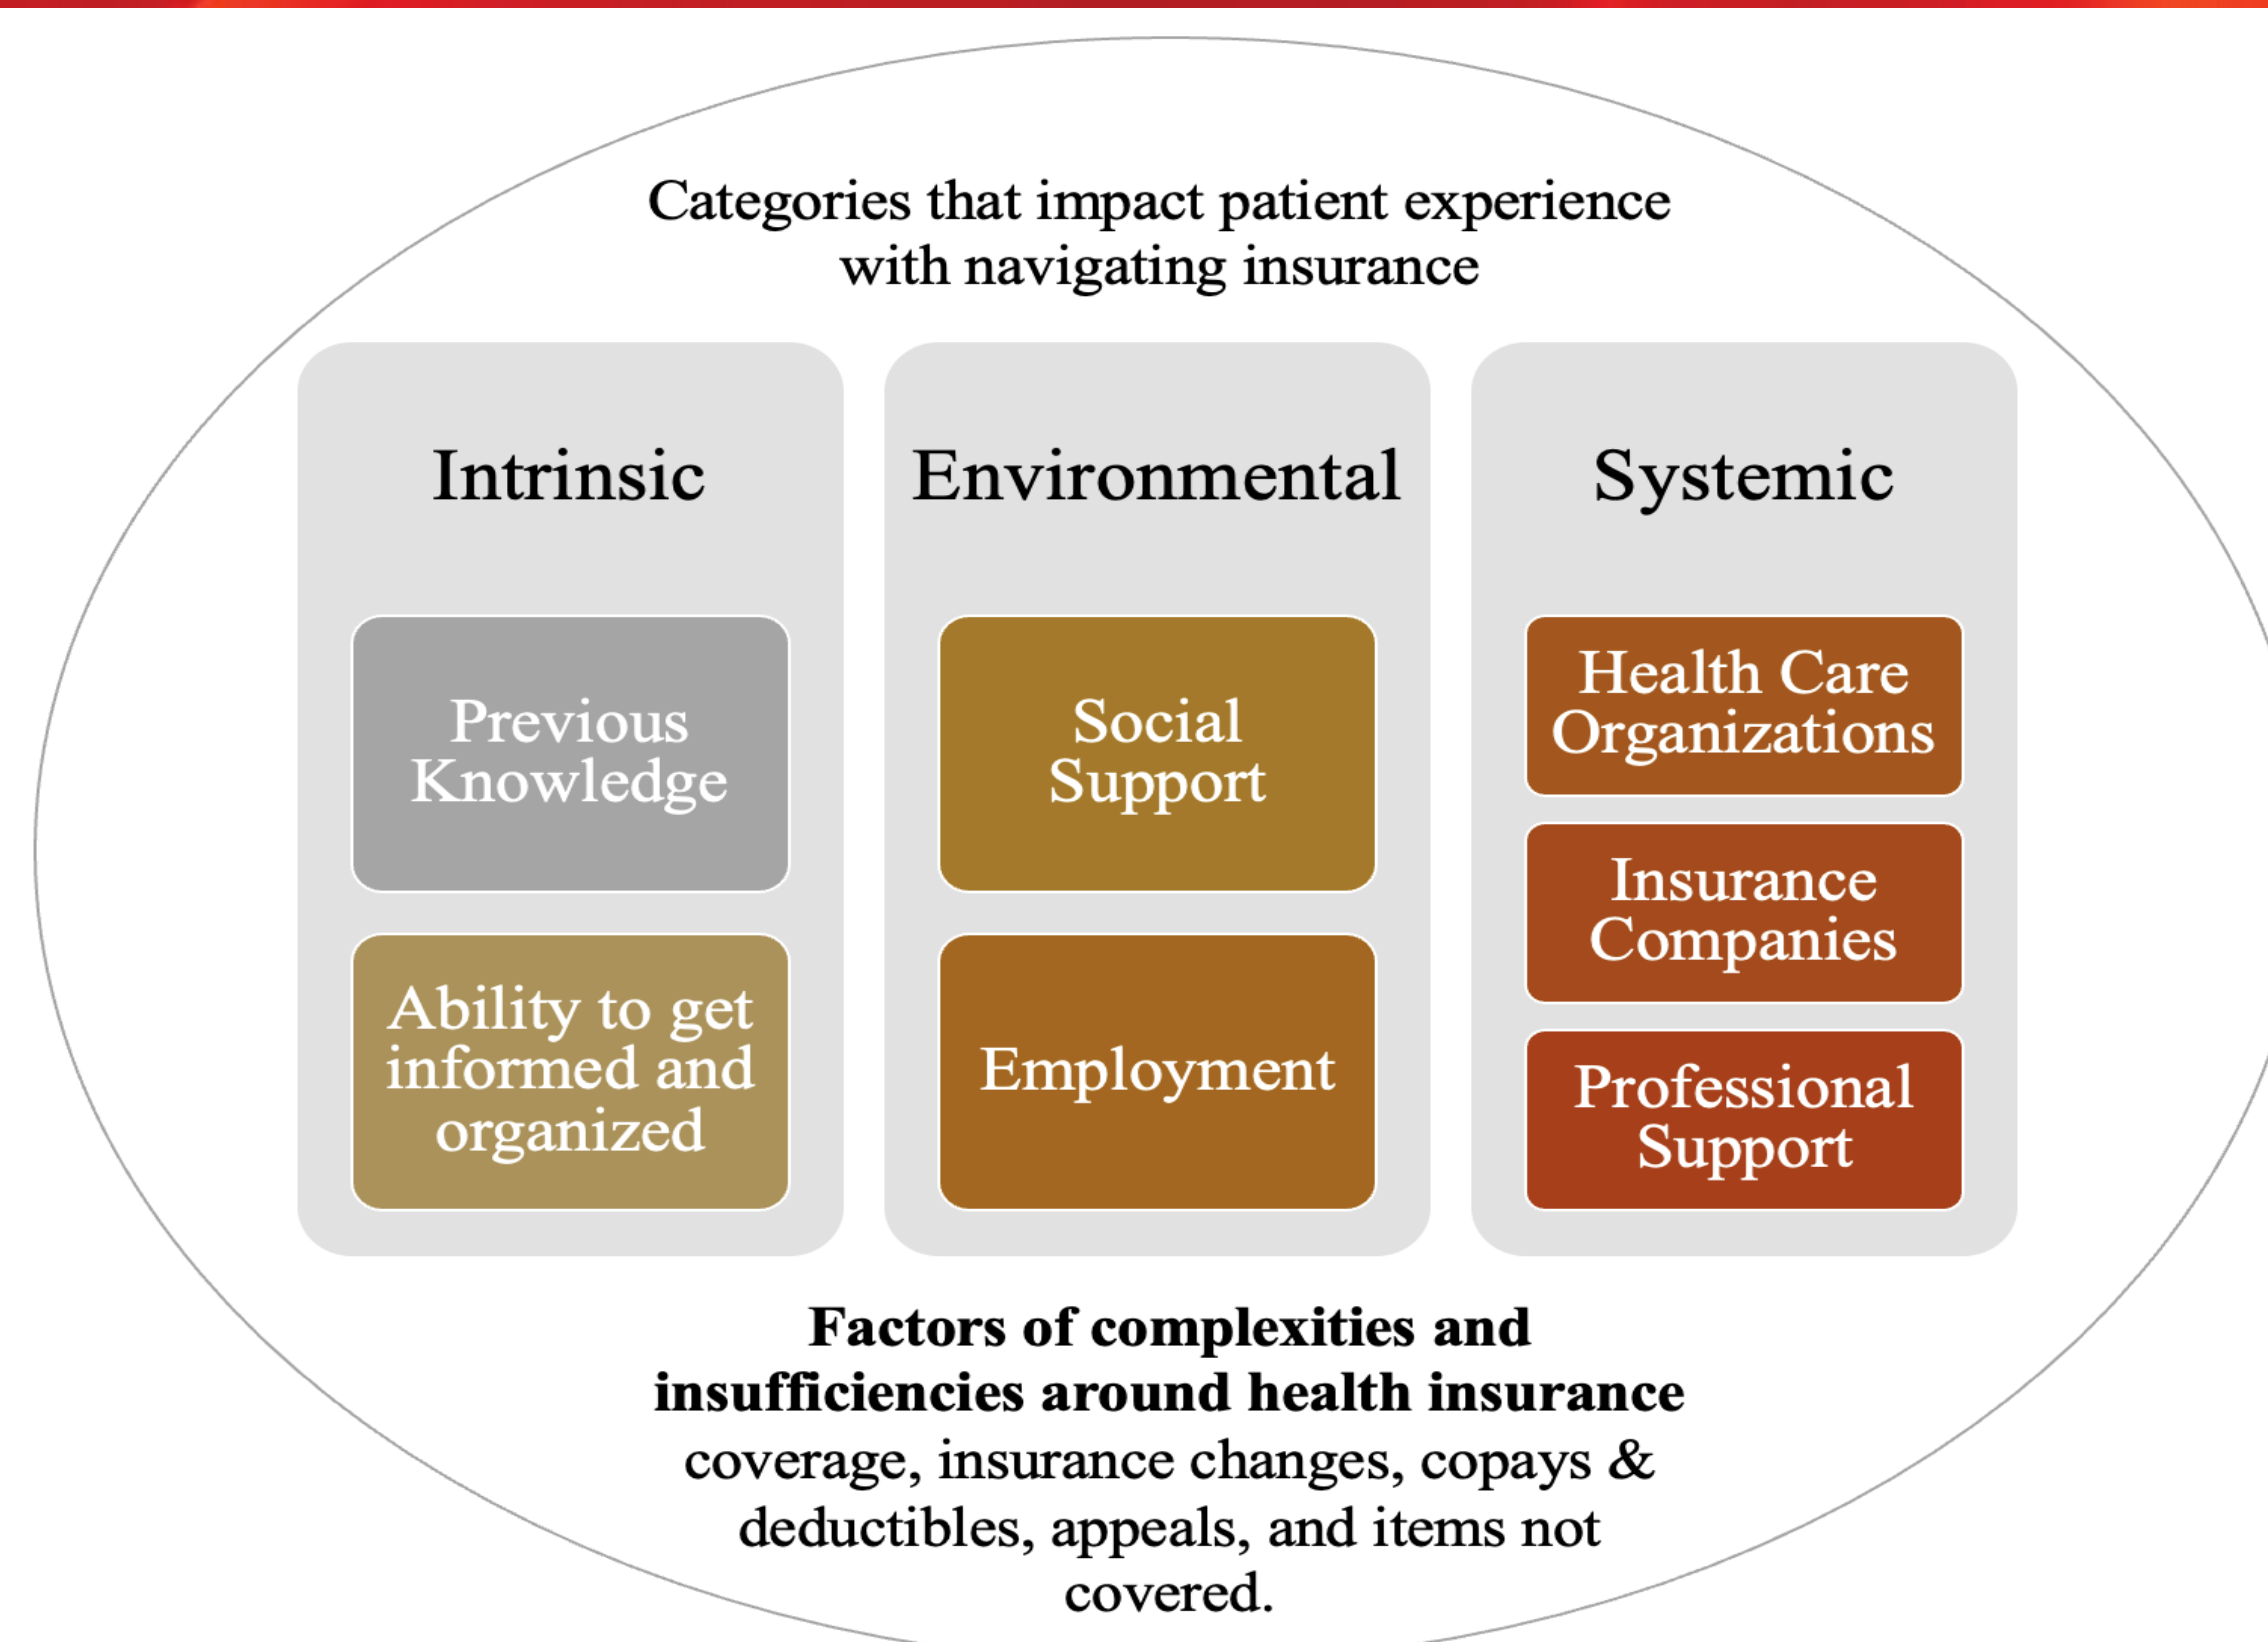 Categories that impact patient experience
with navigating insurance
Intrinsic
Previous
Knowledge
Ability to get
informed and
organized
Environmental
Social
Support
Employment
Systemic
Health Care
Organizations
Insurance
Companies
Professional
Support
Factors of complexities and
insufficiencies around health insurance
coverage, insurance changes, copays &
deductibles, appeals, and items not
covered.